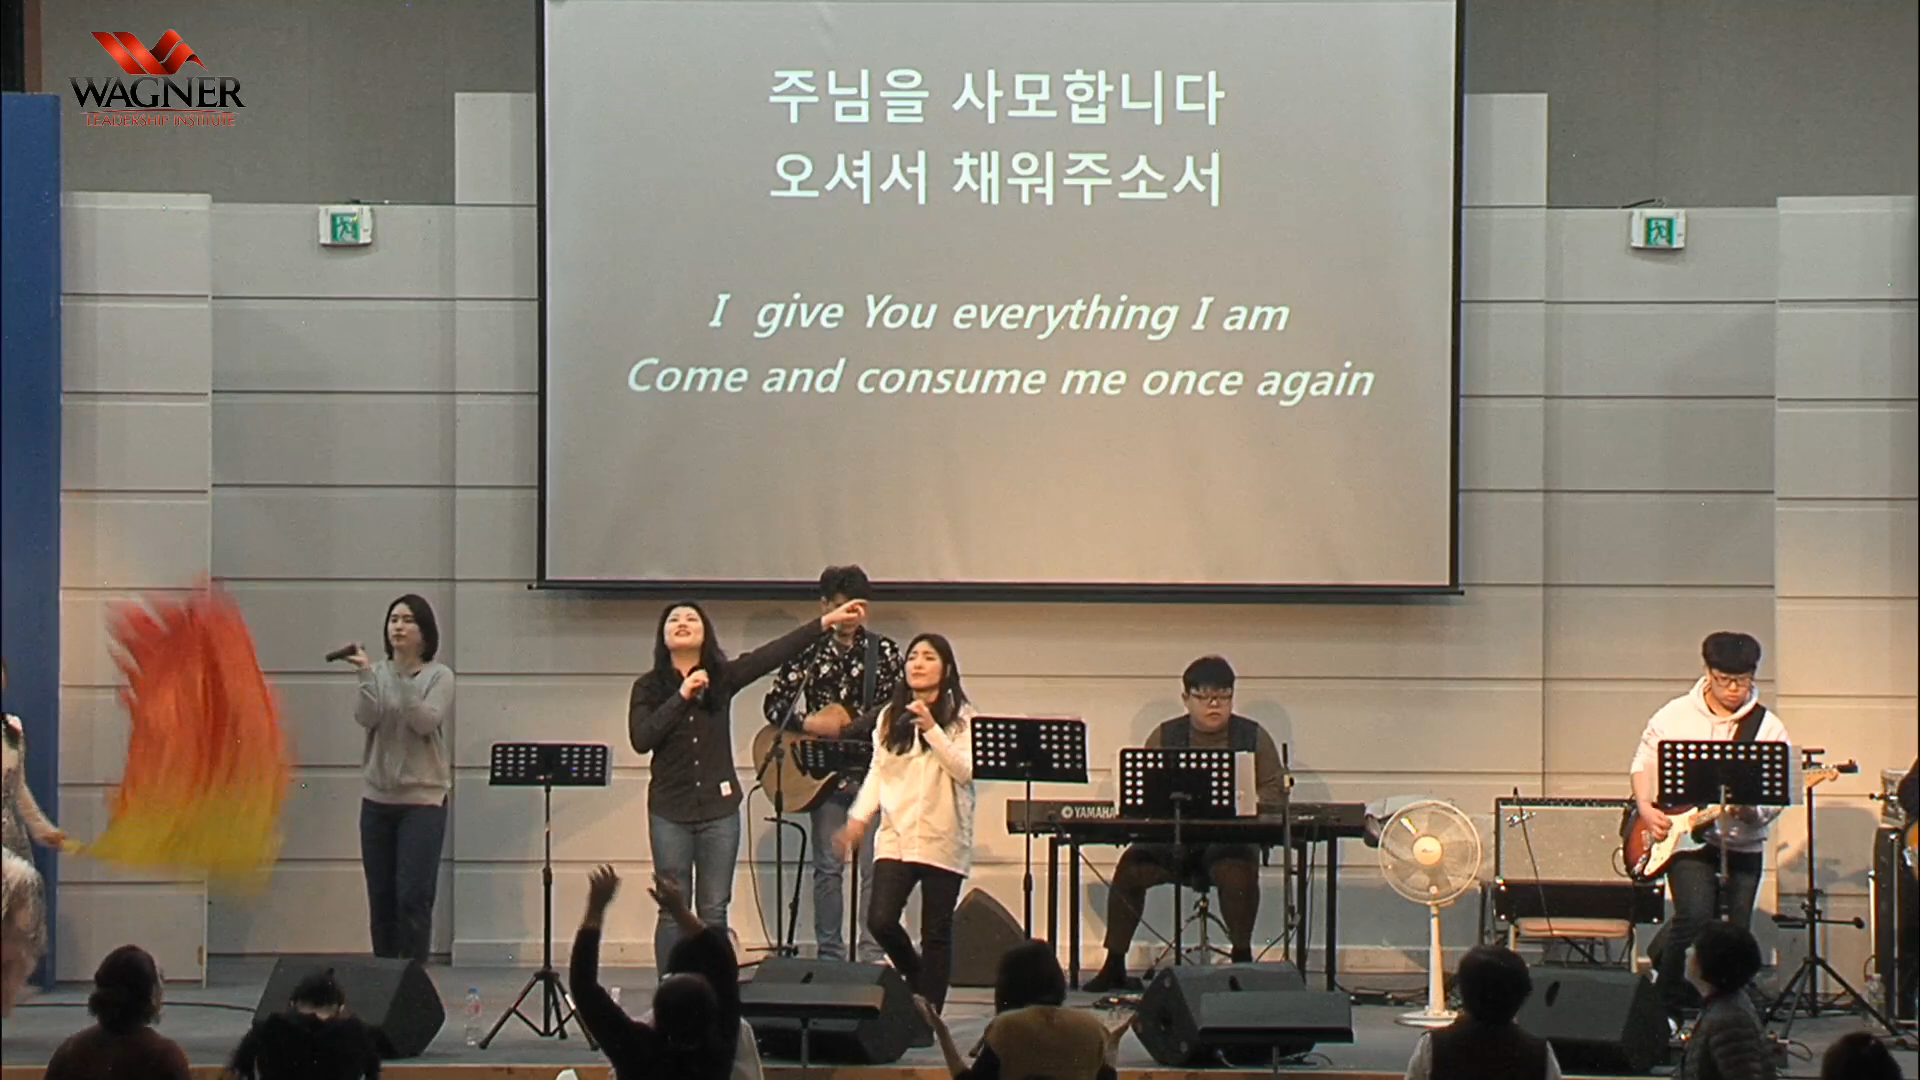 WAGNER
LEADERSHIP INSTITUTE
주님을 사모합니다
오셔서 채워주소서
I give You everything I am
Come and consume me once again
YAMAHA